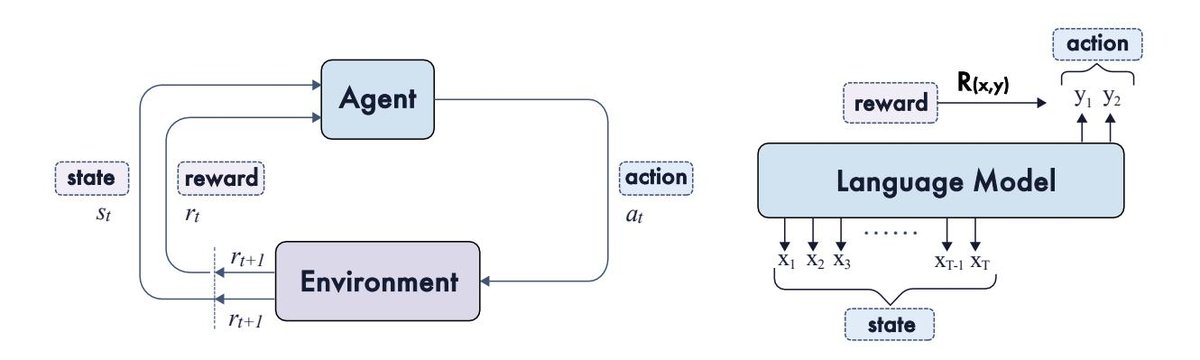 Agent
state
s_t
reward
r_t
action
a_t
r_{t+1}
Environment
r_{t+1}
action
reward
R(x,y)
y_1 y_2
Language Model
x_1 x_2 x_3 ...... x_{T-1} x_T
state